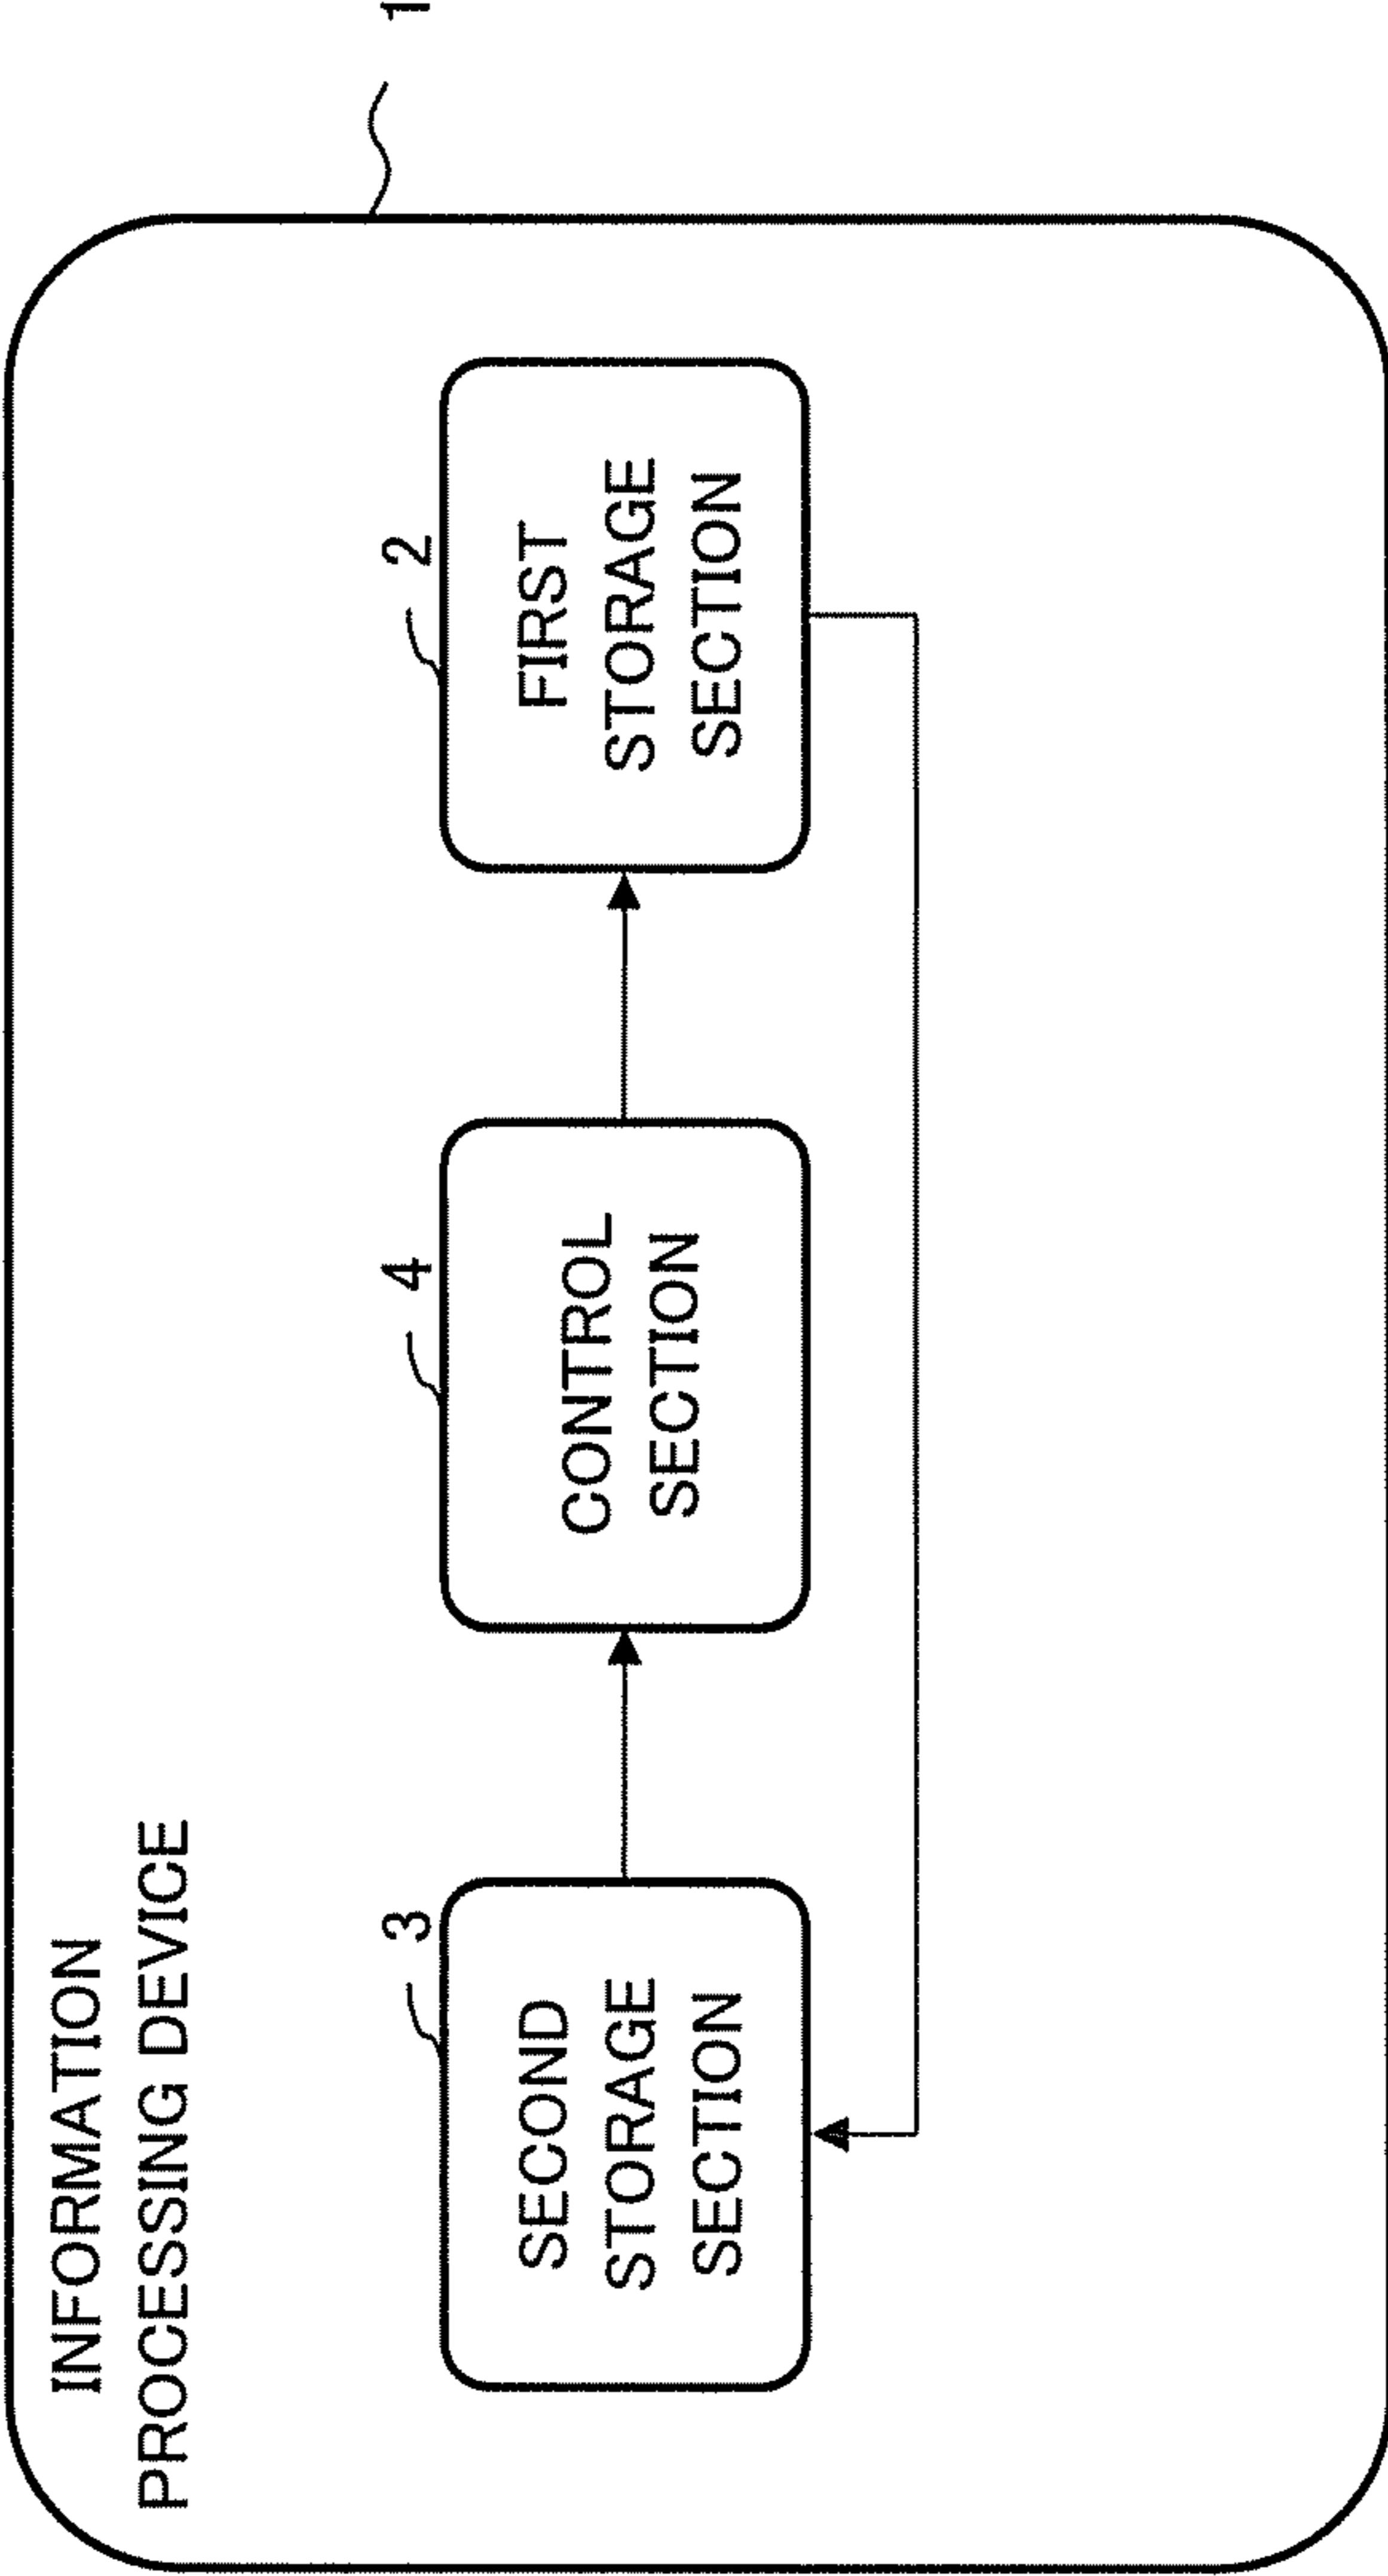 INFORMATION
PROCESSING DEVICE
1
3
SECOND
STORAGE
SECTION
4
CONTROL
SECTION
2
FIRST
STORAGE
SECTION